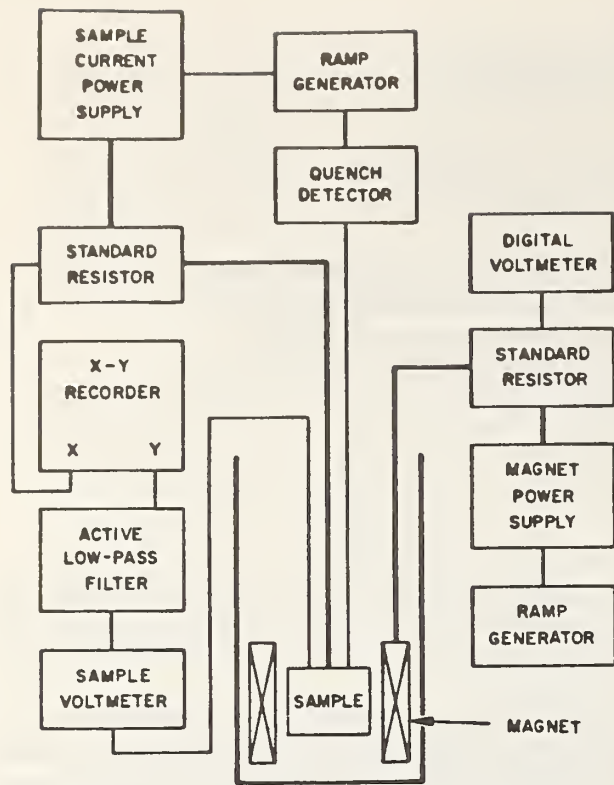 SAMPLE
CURRENT
POWER
SUPPLY
RAMP
GENERATOR
QUENCH
DETECTOR
STANDARD
RESISTOR
DIGITAL
VOLTMETER
X-Y
RECORDER
X Y
STANDARD
RESISTOR
ACTIVE
LOW-PASS
FILTER
MAGNET
POWER
SUPPLY
SAMPLE
VOLTMETER
SAMPLE
RAMP
GENERATOR
MAGNET